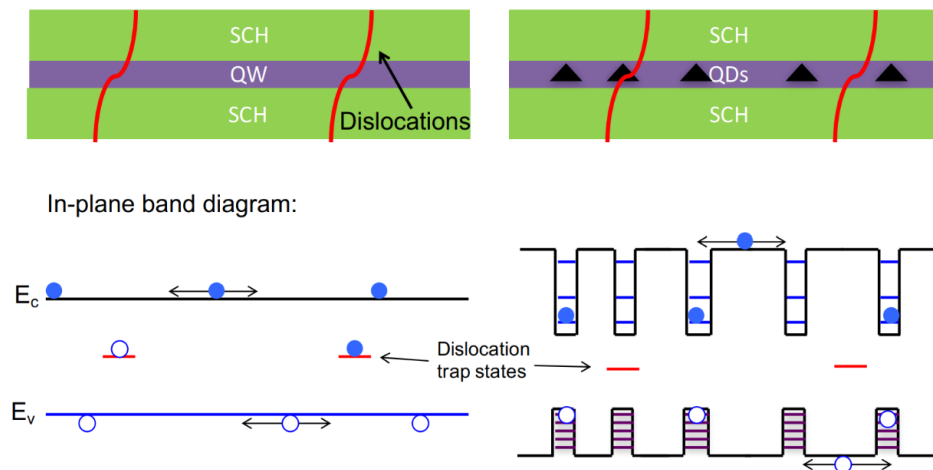 SCH
QW
SCH
Dislocations
SCH
QDs
SCH
In-plane band diagram:
Ec
Ev
Dislocation
trap states